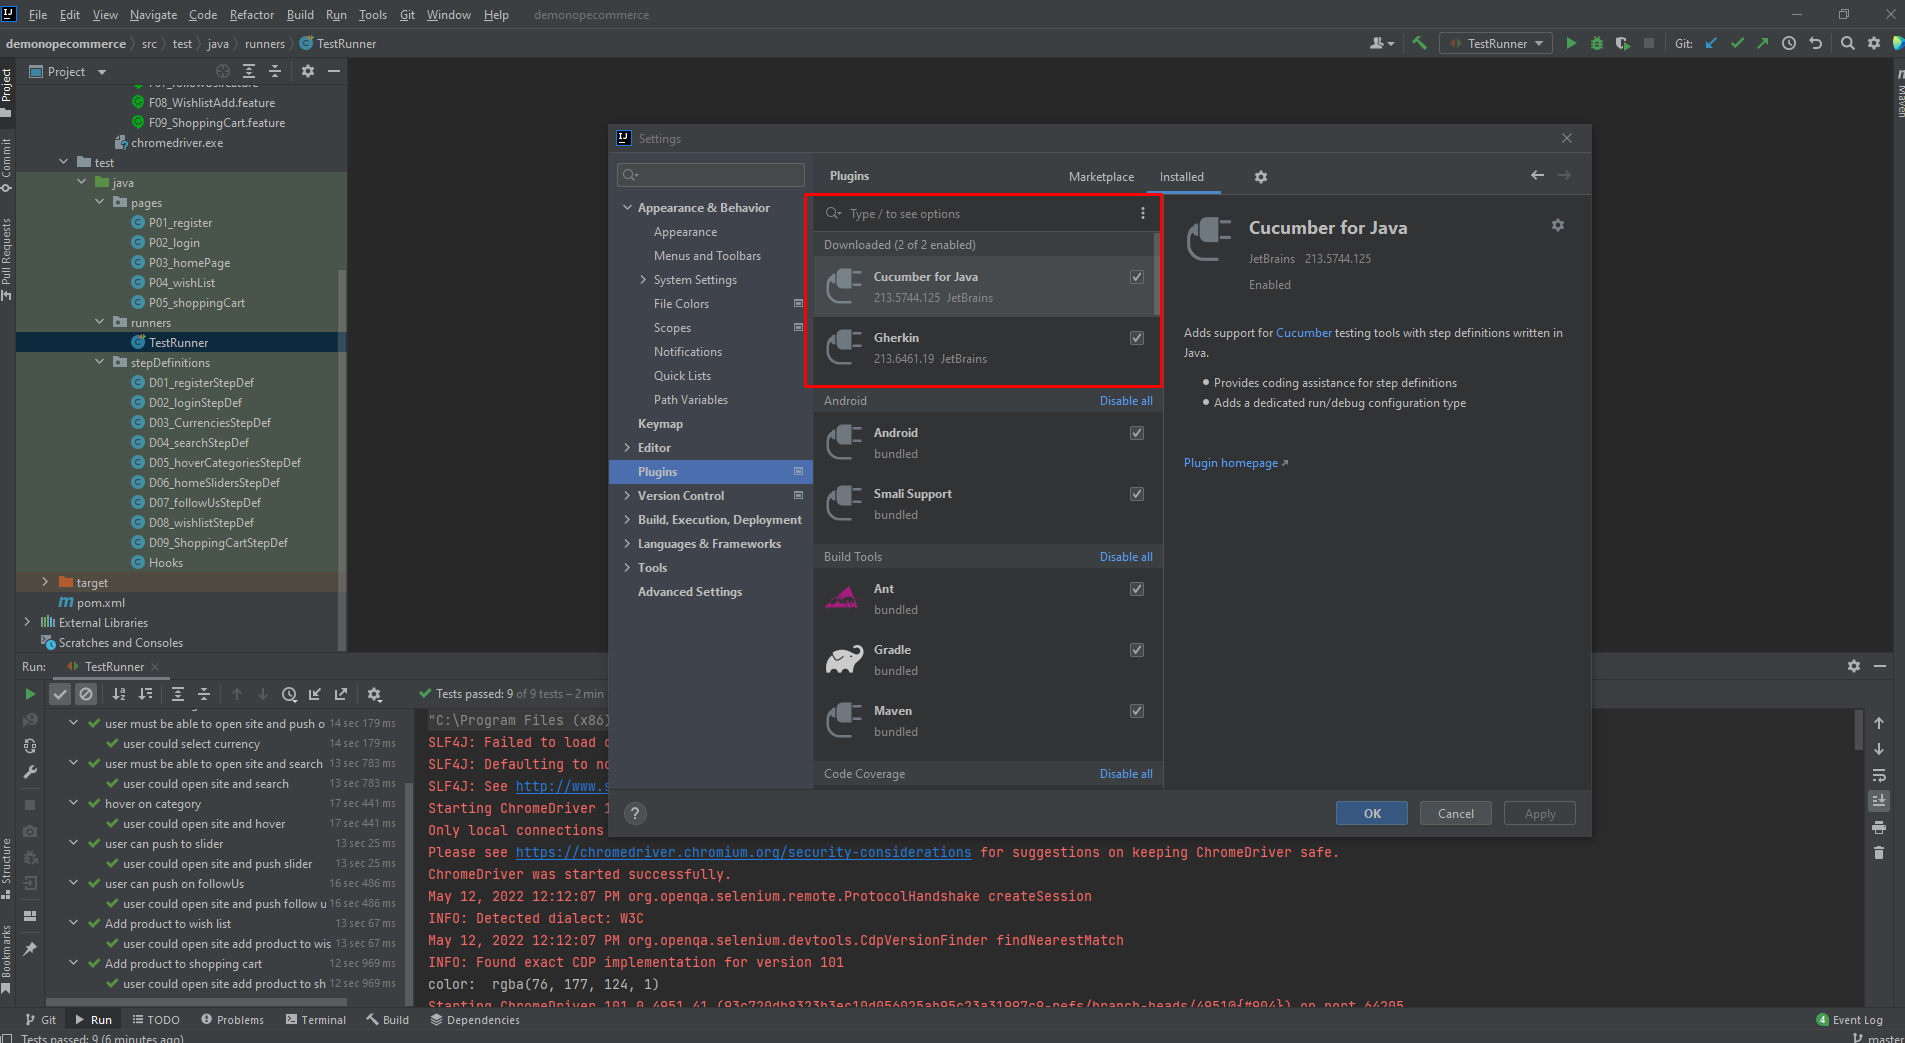 File Edit View Navigate Code Refactor Build Run Tools Git Window Help demonopecommerce
demonopecommerce src test java runners TestRunner
TestRunner
Git:
Project
Project
Commit
Pull Request
Structure
Bookmarks
Maven
F08_WishlistAdd.feature
F09_ShoppingCart.feature
chromedriver.exe
test
java
pages
P01_register
P02_login
P03_homePage
P04_wishList
P05_shoppingCart
runners
TestRunner
stepDefinitions
D01_registerStepDef
D02_loginStepDef
D03_CurrenciesStepDef
D04_searchStepDef
D05_hoverCategoriesStepDef
D06_homeSlidersStepDef
D07_followUsStepDef
D08_wishlistStepDef
D09_ShoppingCartStepDef
Hooks
target
pom.xml
External Libraries
Scratches and Consoles
Settings
Appearance & Behavior
Appearance
Menus and Toolbars
System Settings
File Colors
Scopes
Notifications
Quick Lists
Path Variables
Keymap
Editor
Plugins
Version Control
Build, Execution, Deployment
Languages & Frameworks
Tools
Advanced Settings
Plugins Marketplace Installed
Type / to see options
Downloaded (2 of 2 enabled)
Cucumber for Java
213.5744.125 JetBrains
Gherkin
213.6461.19 JetBrains
Android Disable all
Android
bundled
Smali Support
bundled
Build Tools Disable all
Ant
bundled
Gradle
bundled
Maven
bundled
Code Coverage Disable all
Cucumber for Java
JetBrains 213.5744.125
Enabled
Adds support for Cucumber testing tools with step definitions written in
Java.
Provides coding assistance for step definitions
Adds a dedicated run/debug configuration type
Plugin homepage
OK Cancel Apply
Run: TestRunner
Tests passed: 9 of 9 tests – 2 min
user must be able to open site and push o 14 sec 179 ms
user could select currency 14 sec 179 ms
user must be able to open site and search 13 sec 783 ms
user could open site and search 13 sec 783 ms
hover on category 17 sec 441 ms
user could open site and hover 17 sec 441 ms
user can push to slider 13 sec 25 ms
user could open site and push slider 13 sec 25 ms
user can push on followUs 16 sec 486 ms
user could open site and push follow u 16 sec 486 ms
Add product to wish list 13 sec 67 ms
user could open site add product to wis 13 sec 67 ms
Add product to shopping cart 12 sec 969 ms
user could open site add product to sh 12 sec 969 ms
"C:\Program Files (x86)
SLF4J: Failed to load
SLF4J: Defaulting to no
SLF4J: See http://www.s
Starting ChromeDriver 1
Only local connections
Please see https://chromedriver.chromium.org/security-considerations for suggestions on keeping ChromeDriver safe.
ChromeDriver was started successfully.
May 12, 2022 12:12:07 PM org.openqa.selenium.remote.ProtocolHandshake createSession
INFO: Detected dialect: W3C
May 12, 2022 12:12:07 PM org.openqa.selenium.devtools.CdpVersionFinder findNearestMatch
INFO: Found exact CDP implementation for version 101
color: rgba(76, 177, 124, 1)
Starting ChromeDriver 101.0.4951.41 on port 64205
Git Run TODO Problems Terminal Build Dependencies
4 Event Log
Tests passed: 9 (6 minutes ago)
master